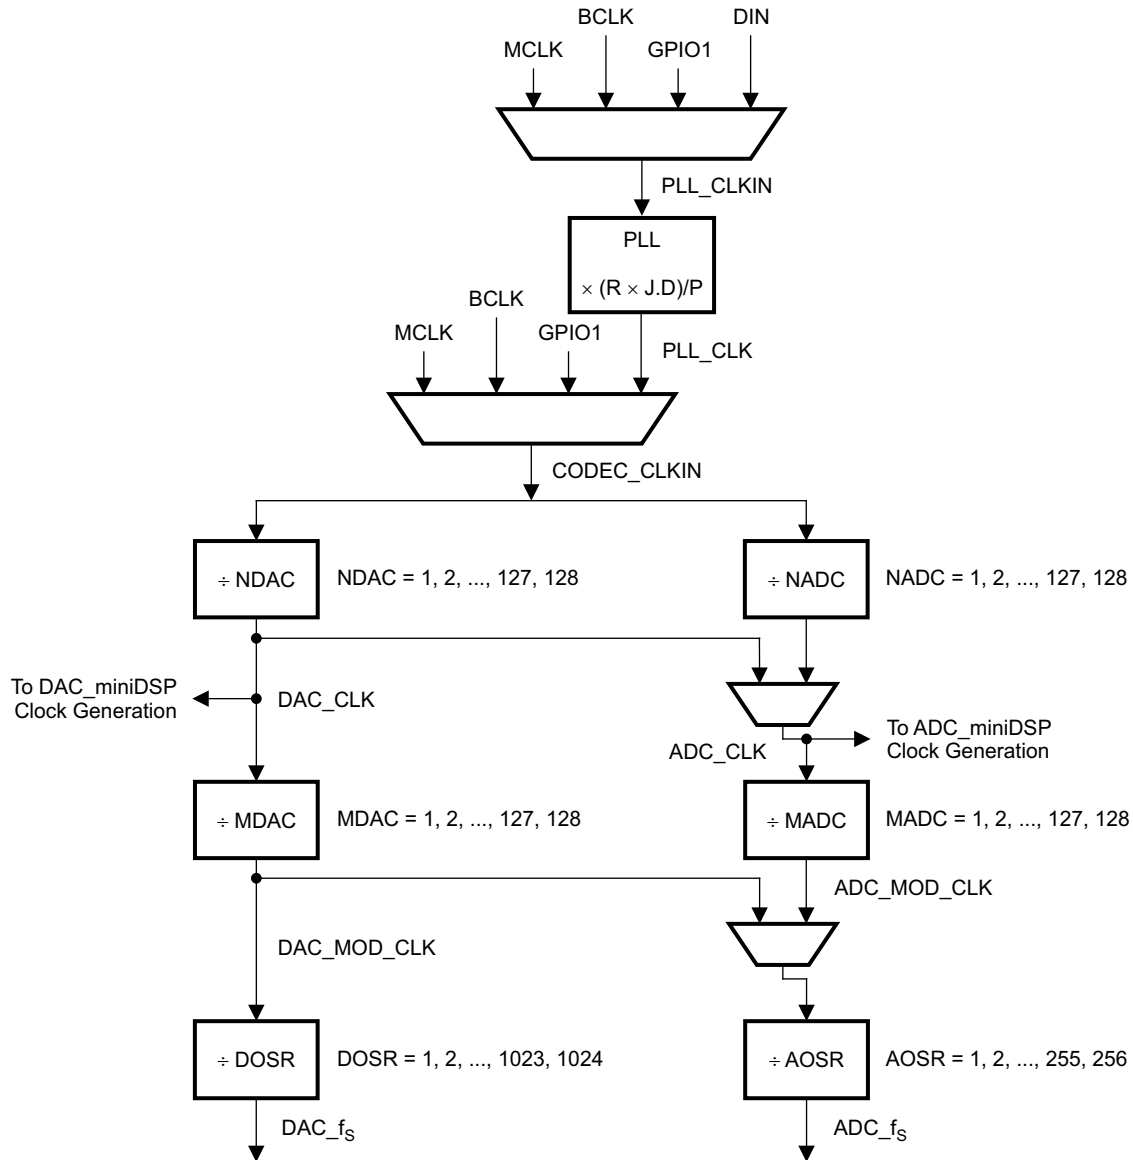 BCLK
DIN
MCLK
GPIO1
PLL_CLKIN
PLL
× (R × J.D)/P
BCLK
MCLK
GPIO1
PLL_CLK
CODEC_CLKIN
÷ NDAC
NDAC = 1, 2, ..., 127, 128
÷ NADC
NADC = 1, 2, ..., 127, 128
To DAC_miniDSP
Clock Generation
DAC_CLK
ADC_CLK
To ADC_miniDSP
Clock Generation
÷ MDAC
MDAC = 1, 2, ..., 127, 128
÷ MADC
MADC = 1, 2, ..., 127, 128
ADC_MOD_CLK
DAC_MOD_CLK
÷ DOSR
DOSR = 1, 2, ..., 1023, 1024
÷ AOSR
AOSR = 1, 2, ..., 255, 256
DAC_fS
ADC_fS